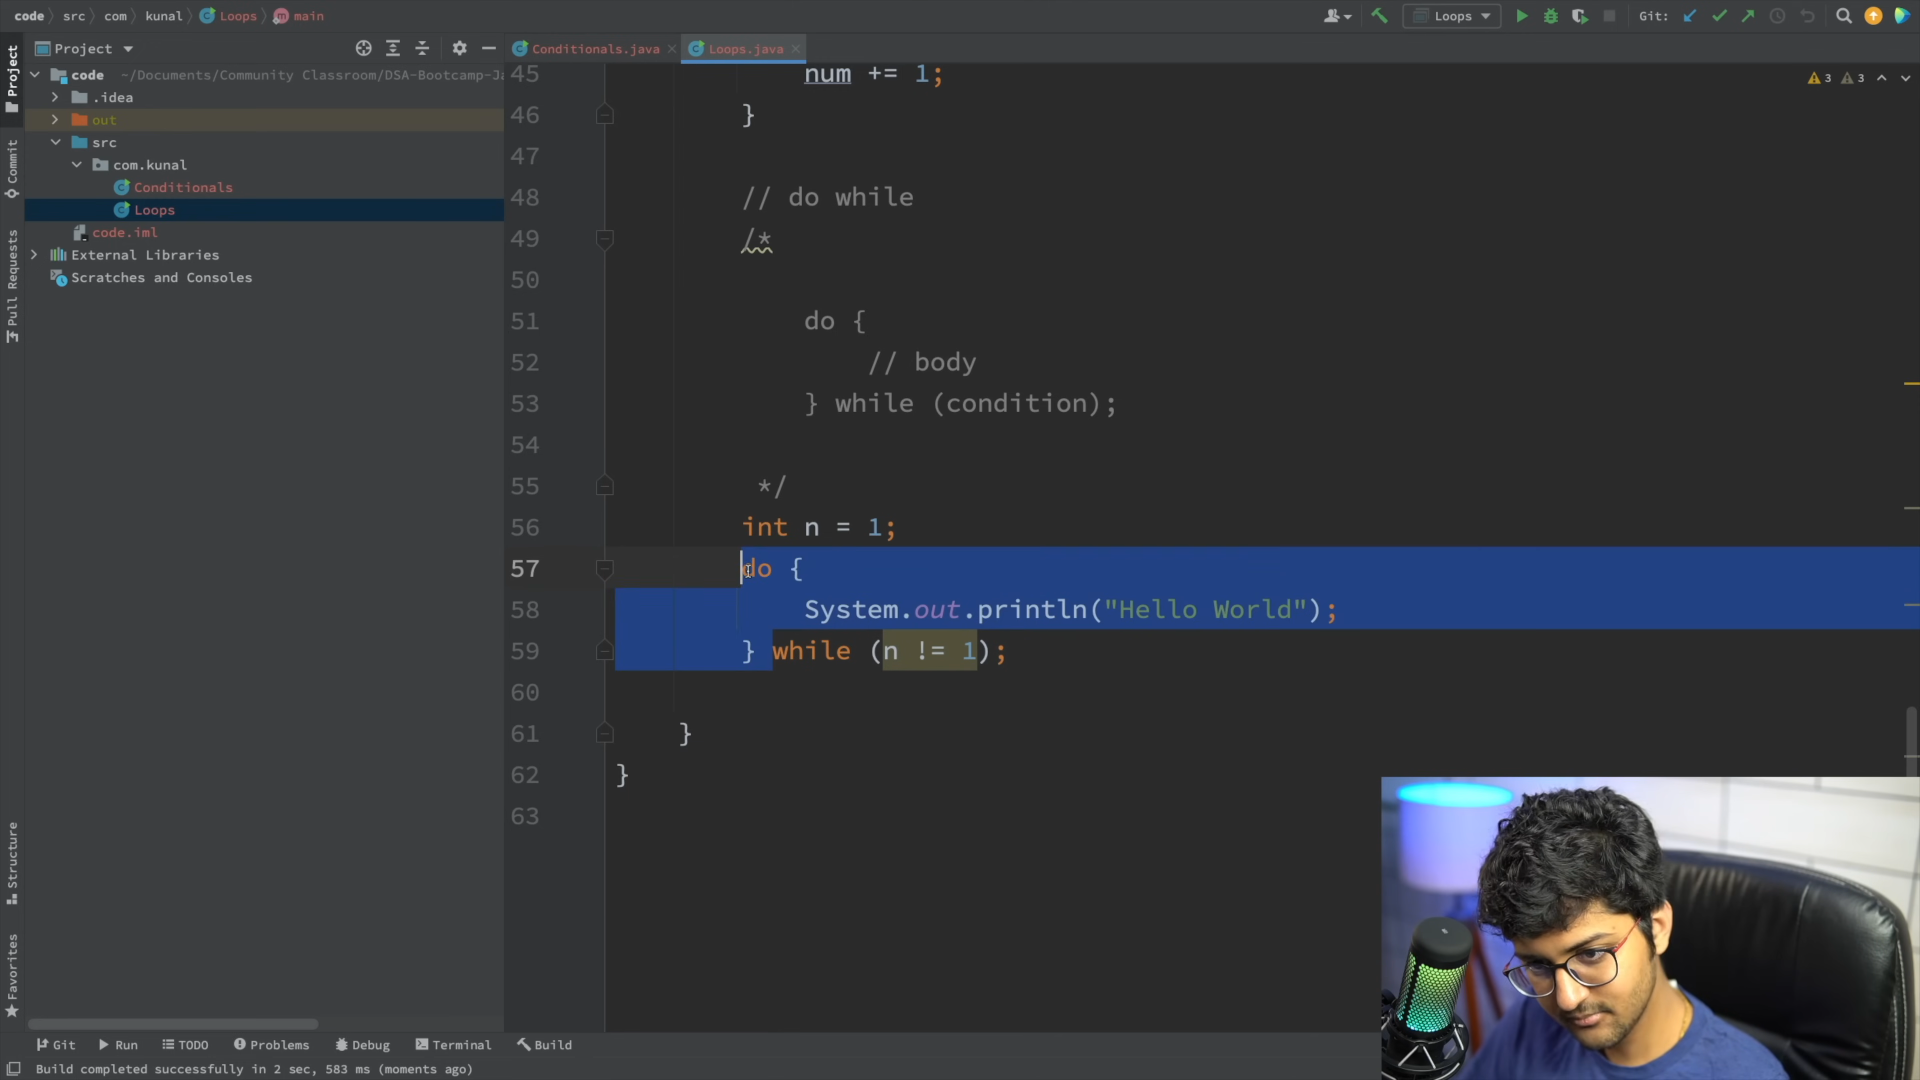 code src com kunal Loops main
Loops
Git:
Project
Conditionals.java
Loops.java
Project
Commit
Pull Requests
Structure
Favorites
code ~/Documents/Community Classroom/DSA-Bootcamp-Ja
.idea
out
src
com.kunal
Conditionals
Loops
code.iml
External Libraries
Scratches and Consoles
3 3
45 num += 1;
46 }
47
48 // do while
49 /*
50
51 do {
52 // body
53 } while (condition);
54
55 */
56 int n = 1;
57 do {
58 System.out.println("Hello World");
59 } while (n != 1);
60
61 }
62 }
63
Git Run TODO Problems Debug Terminal Build
Build completed successfully in 2 sec, 583 ms (moments ago)